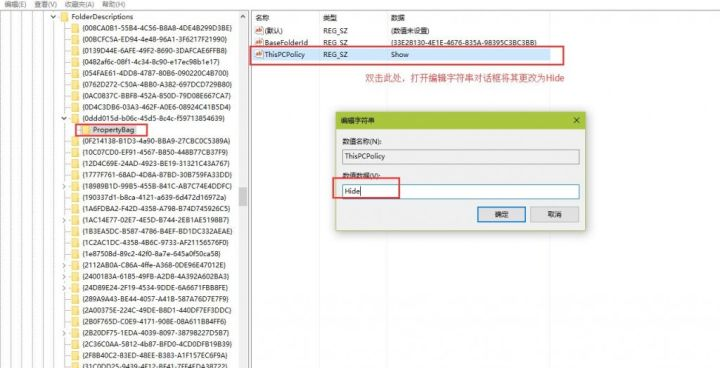 编辑(E) 查看(V) 收藏夹(A) 帮助(H)
FolderDescriptions
{008CA0B1-55B4-4C56-B8A8-4DE4B299D3BE}
{00BCFC5A-ED94-4e48-96A1-3F6217F21990}
{0139D44E-6AFE-49F2-8690-3DAFCAE6FFB8}
{0482af6c-08f1-4c34-8c90-e17ec98b1e17}
{054FAE61-4DD8-4787-80B6-090220C4B700}
{0762D272-C50A-4BB0-A382-697DCD729B80}
{0AC0837C-BBF8-452A-850D-79D08E667CA7}
{0D4C3DB6-03A3-462F-A0E6-08924C41B5D4}
{0ddd015d-b06c-45d5-8c4c-f59713854639}
PropertyBag
{0F214138-B1D3-4a90-BBA9-27CBC0C5389A}
{10C07CD0-EF91-4567-B850-448B77CB37F9}
{12D4C69E-24AD-4923-BE19-31321C43A767}
{1777F761-68AD-4D8A-87BD-30B759FA33DD}
{18989B1D-99B5-455B-841C-AB7C74E4DDFC}
{190337d1-b8ca-4121-a639-6d472d16972a}
{1A6FDBA2-F42D-4358-A798-B74D745926C5}
{1AC14E77-02E7-4E5D-B744-2EB1AE5198B7}
{1B3EA5DC-B587-4786-B4EF-BD1DC332AEAE}
{1C2AC1DC-4358-4B6C-9733-AF21156576F0}
{1e87508d-89c2-42f0-8a7e-645a0f50ca58}
{2112AB0A-C86A-4ffe-A368-0DE96E47012E}
{2400183A-6185-49FB-A2D8-4A392A602BA3}
{24D89E24-2F19-4534-9DDE-6A6671FBB8FE}
{289A9A43-BE44-4057-A41B-587A76D7E7F9}
{2A00375E-224C-49DE-B8D1-440DF7EF3DDC}
{2B0F765D-C0E9-4171-908E-08A611B84FF6}
{2B20DF75-1EDA-4039-8097-38798227D5B7}
{2C36C0AA-5812-4b87-BFD0-4CD0DFB19B39}
{2F8B40C2-83ED-48EE-B383-A1F157EC6F9A}
{31C0DD25-9439-4F12-BF41-7FF4EDA38722}
名称 类型 数据
(默认) REG_SZ (数值未设置)
BaseFolderId REG_SZ {33E28130-4E1E-4676-835A-98395C3BC3BB}
ThisPCPolicy REG_SZ Show
双击此处，打开编辑字符串对话框将其更改为Hide
编辑字符串
数值名称(N):
ThisPCPolicy
数值数据(V):
Hide
确定 取消